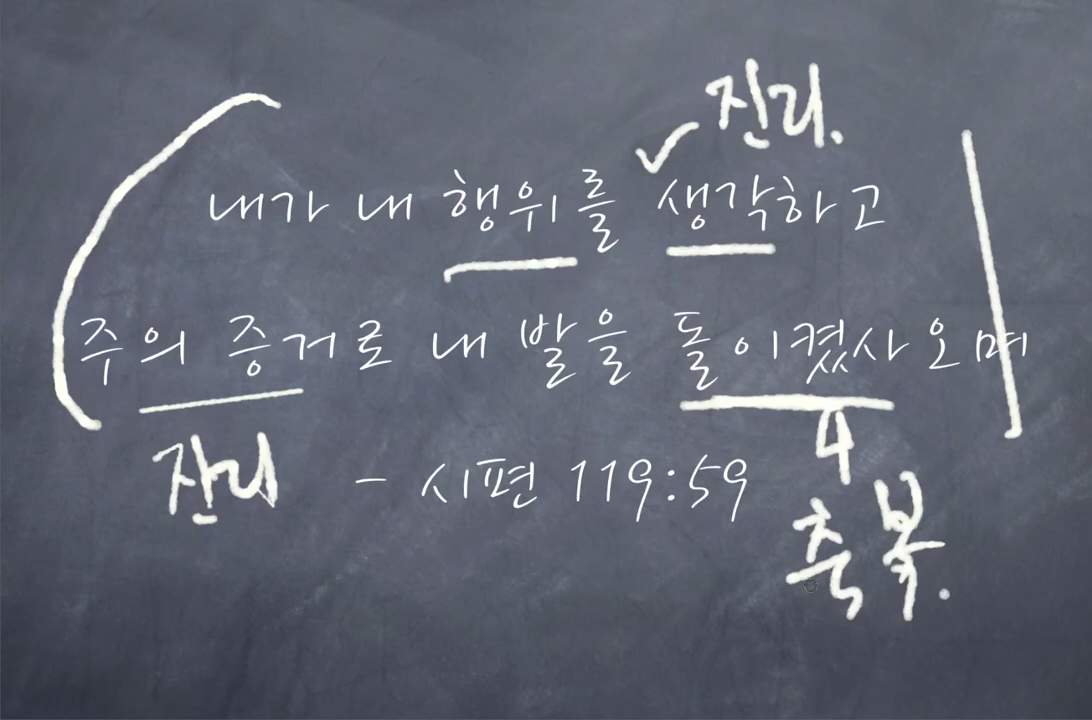 진리.
내가 내 행위를 생각하고
주의 증거로 내 발을 돌이켰사오며
진리
- 시편 119:59
축복.